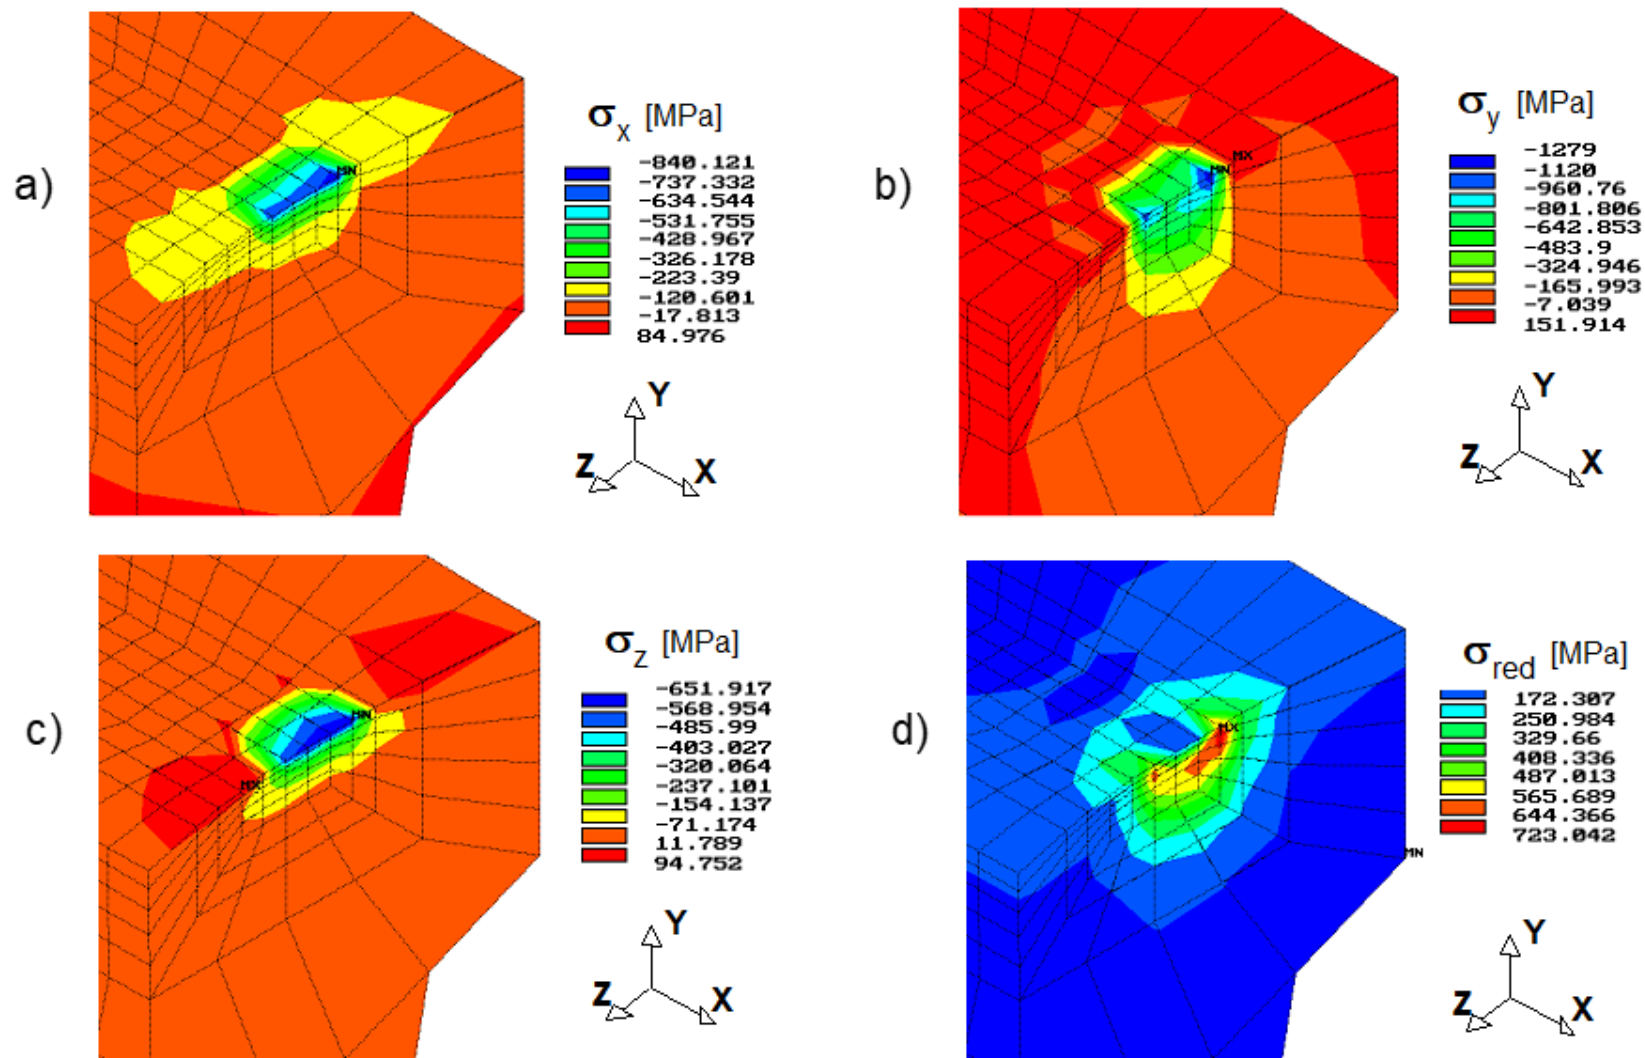 a)
σx [MPa]
-840.121
-737.332
-634.544
-531.755
-428.967
-326.178
-223.39
-120.601
-17.813
84.976
MN
Y
Z
X
b)
σy [MPa]
-1279
-1120
-960.76
-801.806
-642.853
-483.9
-324.946
-165.993
-7.039
151.914
MX
MN
Y
Z
X
c)
σz [MPa]
-651.917
-568.954
-485.99
-403.027
-320.064
-237.101
-154.137
-71.174
11.789
94.752
MN
MX
Y
Z
X
d)
σred [MPa]
172.307
250.984
329.66
408.336
487.013
565.689
644.366
723.042
MX
MN
Y
Z
X